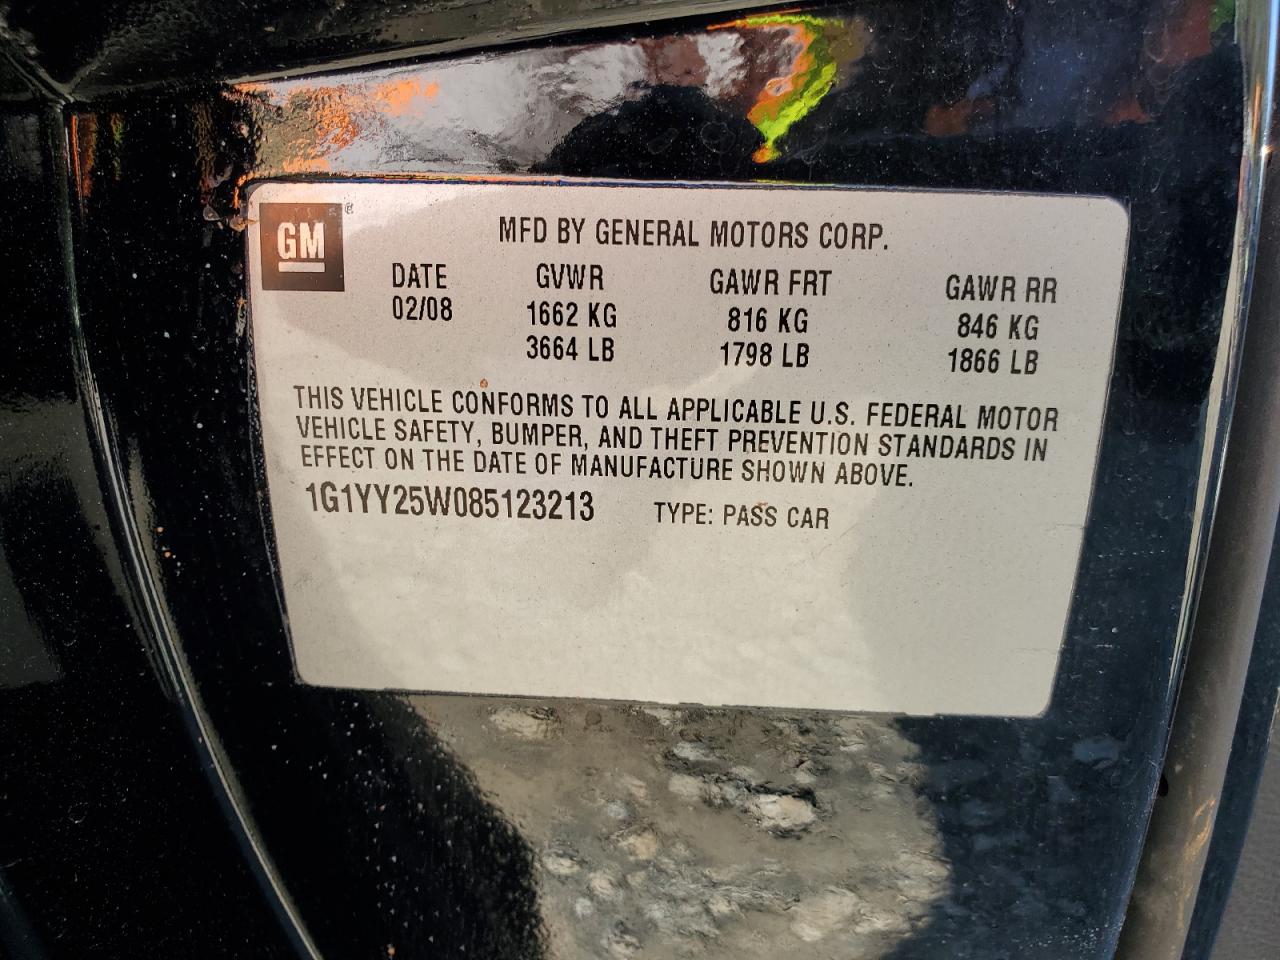 GM ®
MFD BY GENERAL MOTORS CORP.
DATE GVWR GAWR FRT GAWR RR
02/08 1662 KG 816 KG 846 KG
3664 LB 1798 LB 1866 LB
THIS VEHICLE CONFORMS TO ALL APPLICABLE U.S. FEDERAL MOTOR
VEHICLE SAFETY, BUMPER, AND THEFT PREVENTION STANDARDS IN
EFFECT ON THE DATE OF MANUFACTURE SHOWN ABOVE.
1G1YY25W085123213 TYPE: PASS CAR